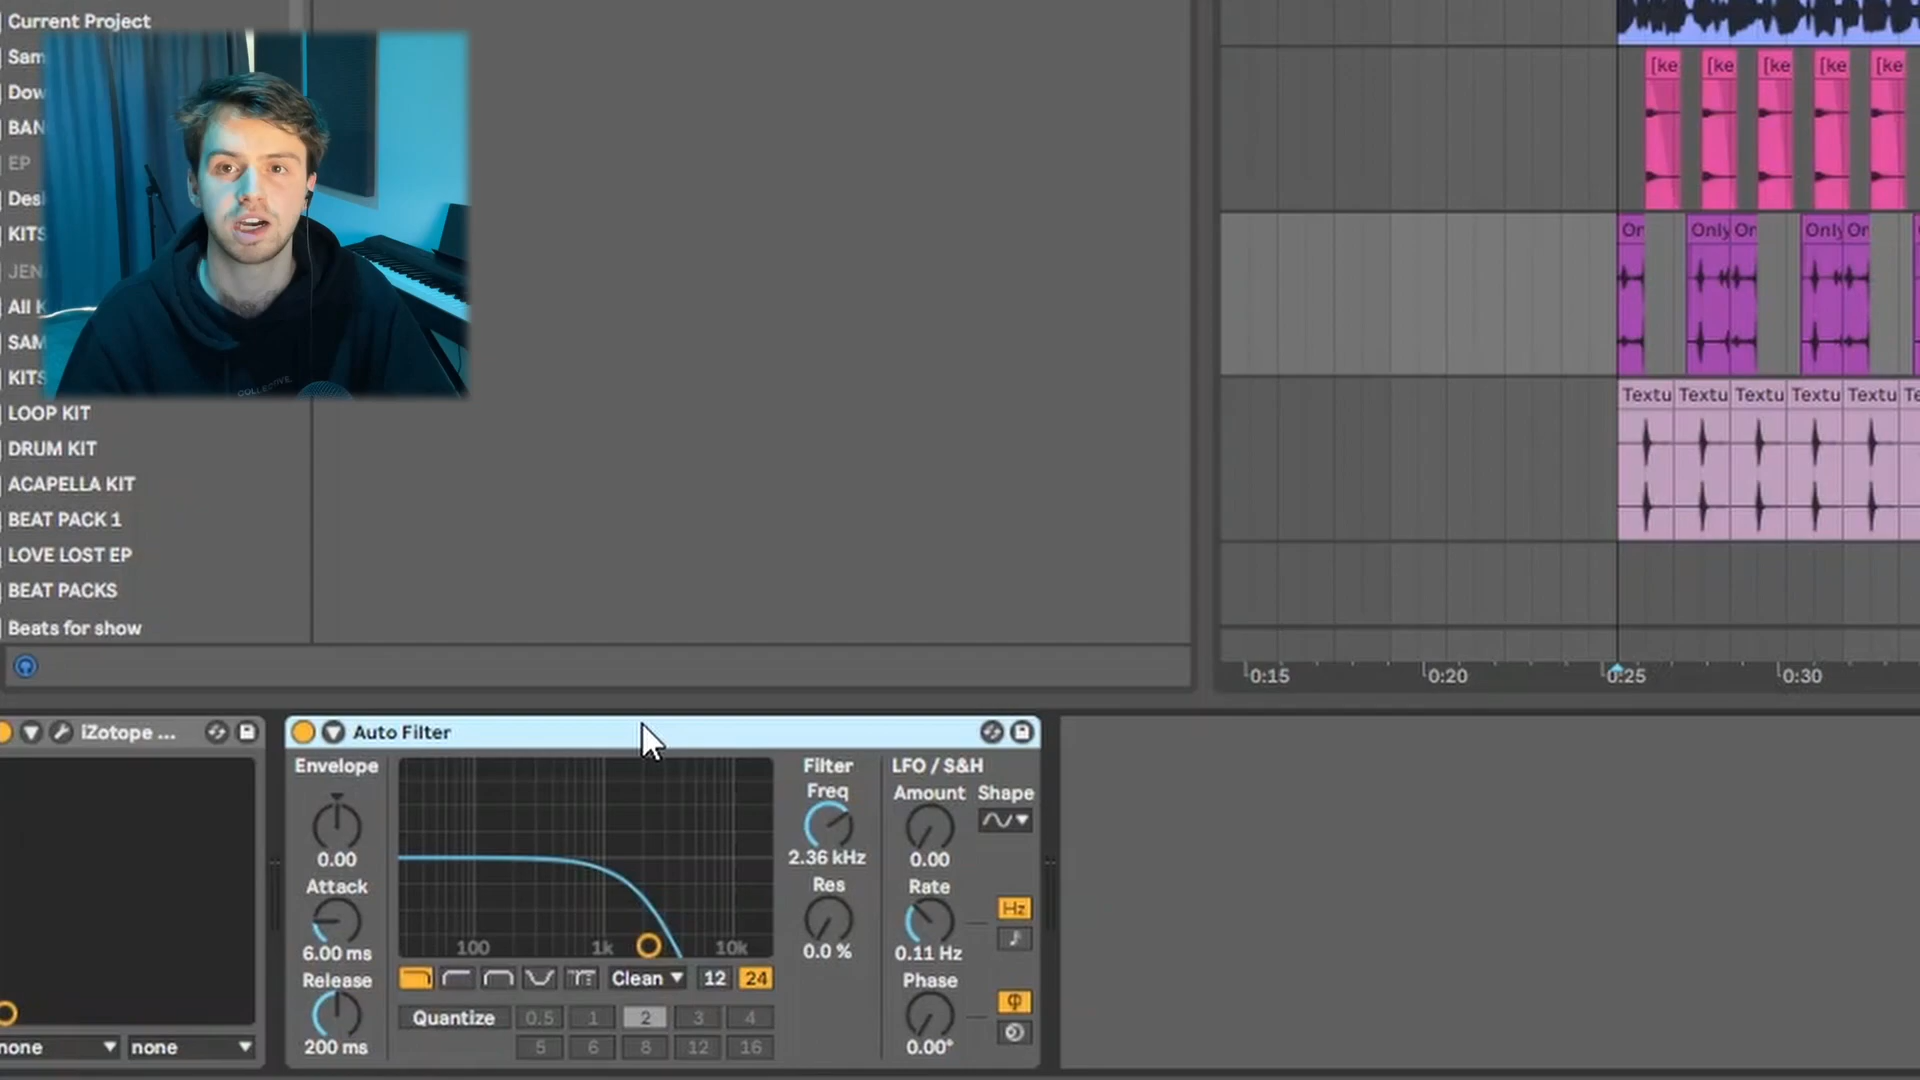 Current Project
Sam
Dow
BAN
EP
Des
KITS
JEN
All K
SAM
KITS
LOOP KIT
DRUM KIT
ACAPELLA KIT
BEAT PACK 1
LOVE LOST EP
BEAT PACKS
Beats for show
COLLECTIVE
[ke [ke [ke [ke [ke
Or Only Or Only Or
Textu Textu Textu Textu Textu Te
0:15 0:20 0:25 0:30
iZotope ...
none none
Auto Filter
Envelope
0.00
Attack
6.00 ms
Release
200 ms
100 1k 10k
Clean 12 24
Quantize 0.5 1 2 3 4
5 6 8 12 16
Filter
Freq
2.36 kHz
Res
0.0 %
LFO / S&H
Amount Shape
0.00
Rate
Hz
0.11 Hz
Phase
Φ
0.00°